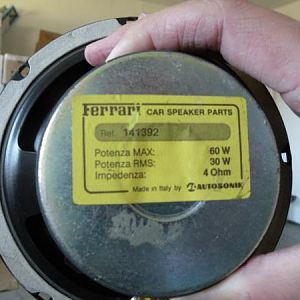 Ferrari CAR SPEAKER PARTS
Ref. 141392
Potenza MAX: 60 W
Potenza RMS: 30 W
Impedenza: 4 Ohm
Made in Italy by AUTOSONIK